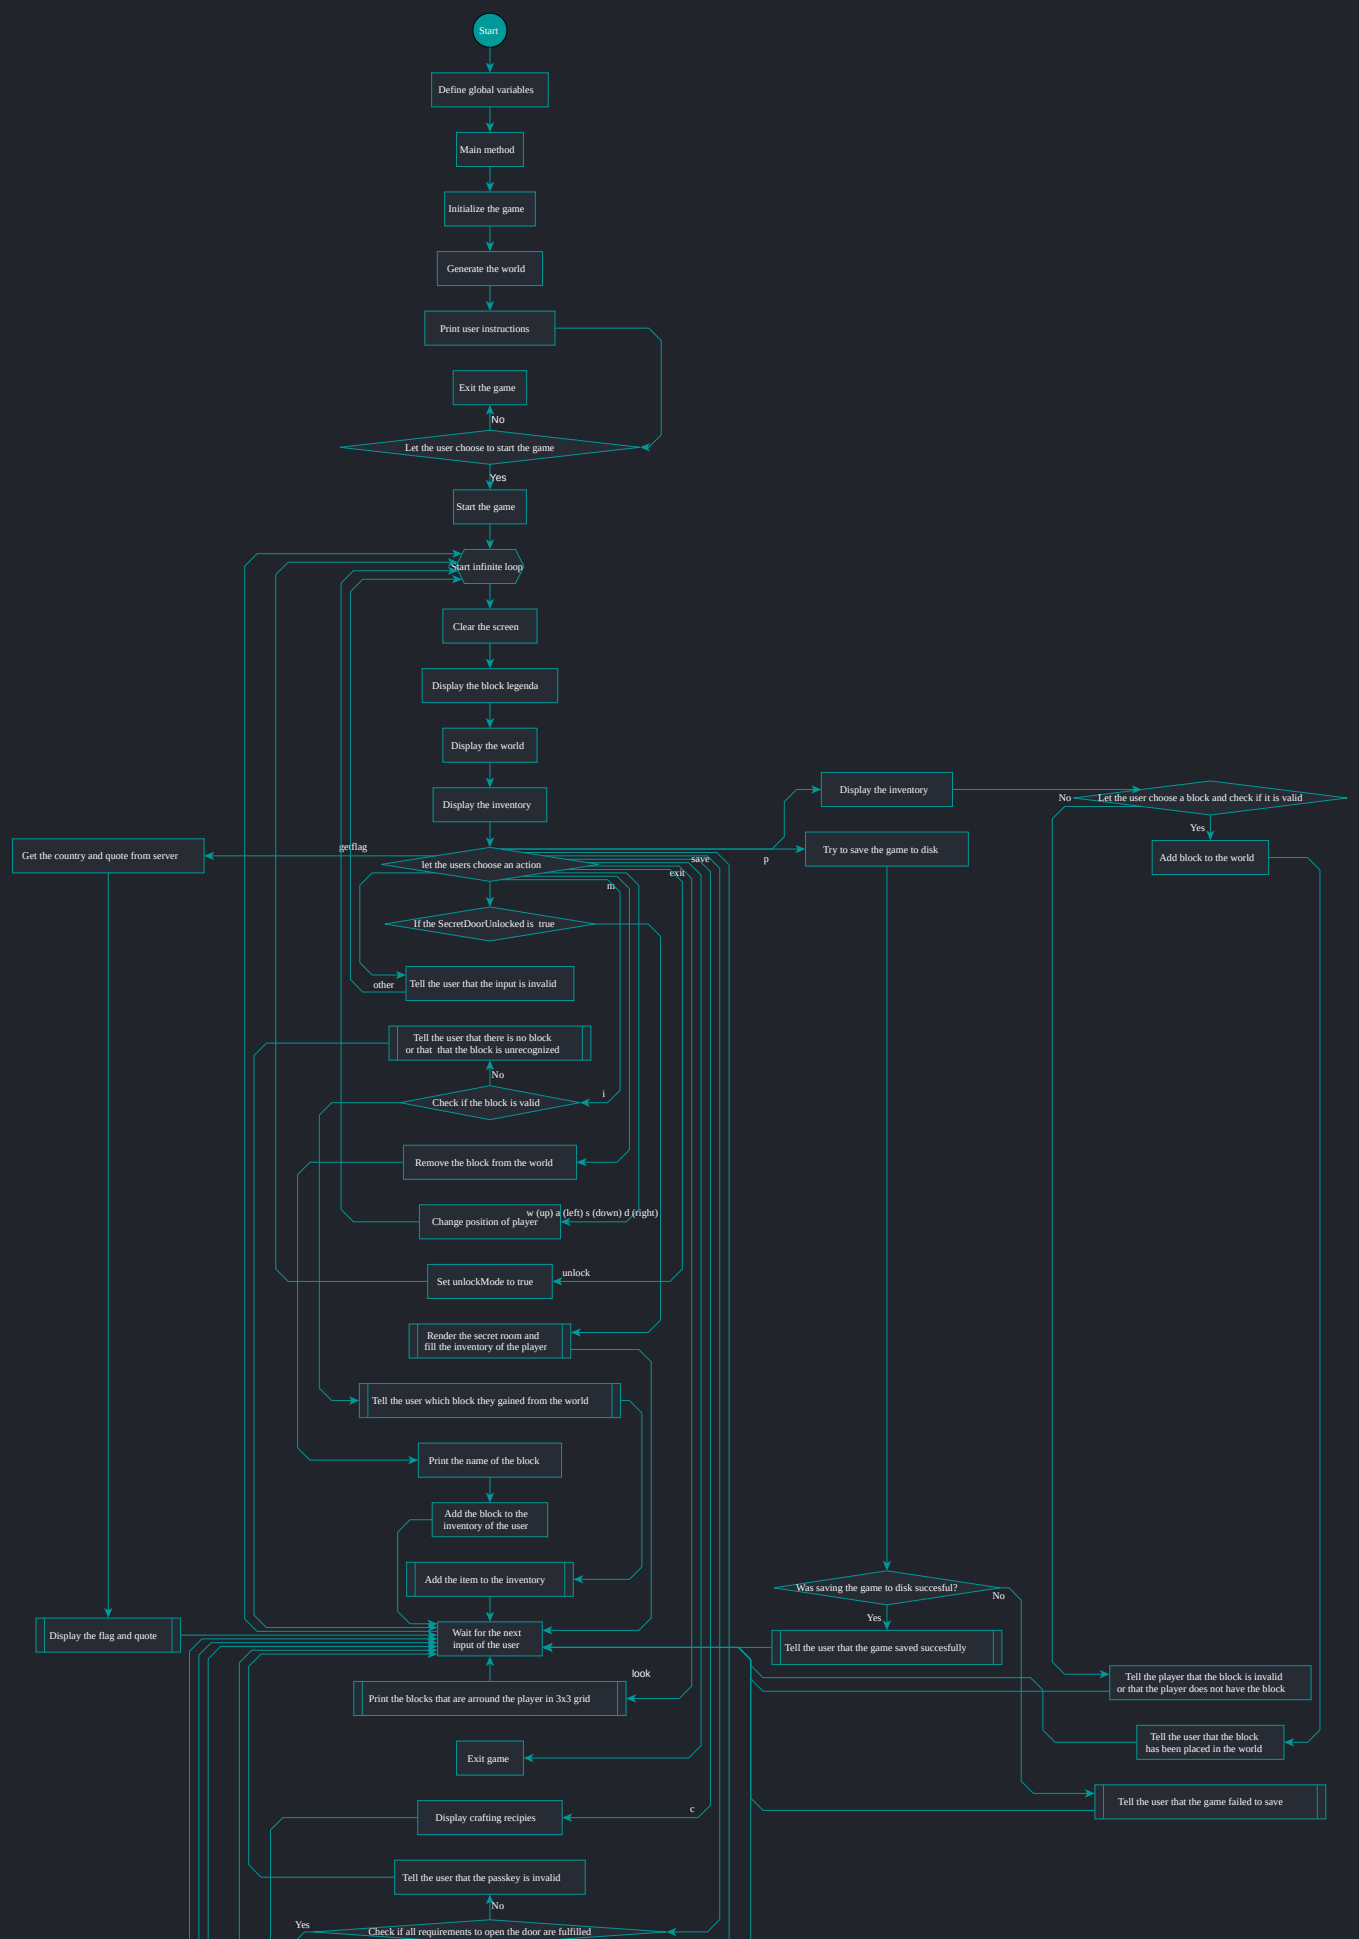 Start
Define global variables
Main method
Initialize the game
Generate the world
Print user instructions
Exit the game
No
Let the user choose to start the game
Yes
Start the game
Start infinite loop
Clear the screen
Display the block legenda
Display the world
Display the inventory
Display the inventory
No
Let the user choose a block and check if it is valid
Yes
Add block to the world
Get the country and quote from server
getflag
let the users choose an action
save
exit
m
p
Try to save the game to disk
If the SecretDoorUnlocked is  true
other
Tell the user that the input is invalid
Tell the user that there is no block
or that  that the block is unrecognized
No
Check if the block is valid
i
Remove the block from the world
w (up) a (left) s (down) d (right)
Change position of player
unlock
Set unlockMode to true
Render the secret room and
fill the inventory of the player
Tell the user which block they gained from the world
Print the name of the block
Add the block to the
inventory of the user
Add the item to the inventory
Was saving the game to disk succesful?
No
Yes
Display the flag and quote
Wait for the next
input of the user
Tell the user that the game saved succesfully
look
Print the blocks that are arround the player in 3x3 grid
Tell the player that the block is invalid
or that the player does not have the block
Tell the user that the block
has been placed in the world
Exit game
Tell the user that the game failed to save
c
Display crafting recipies
Tell the user that the passkey is invalid
No
Yes
Check if all requirements to open the door are fulfilled